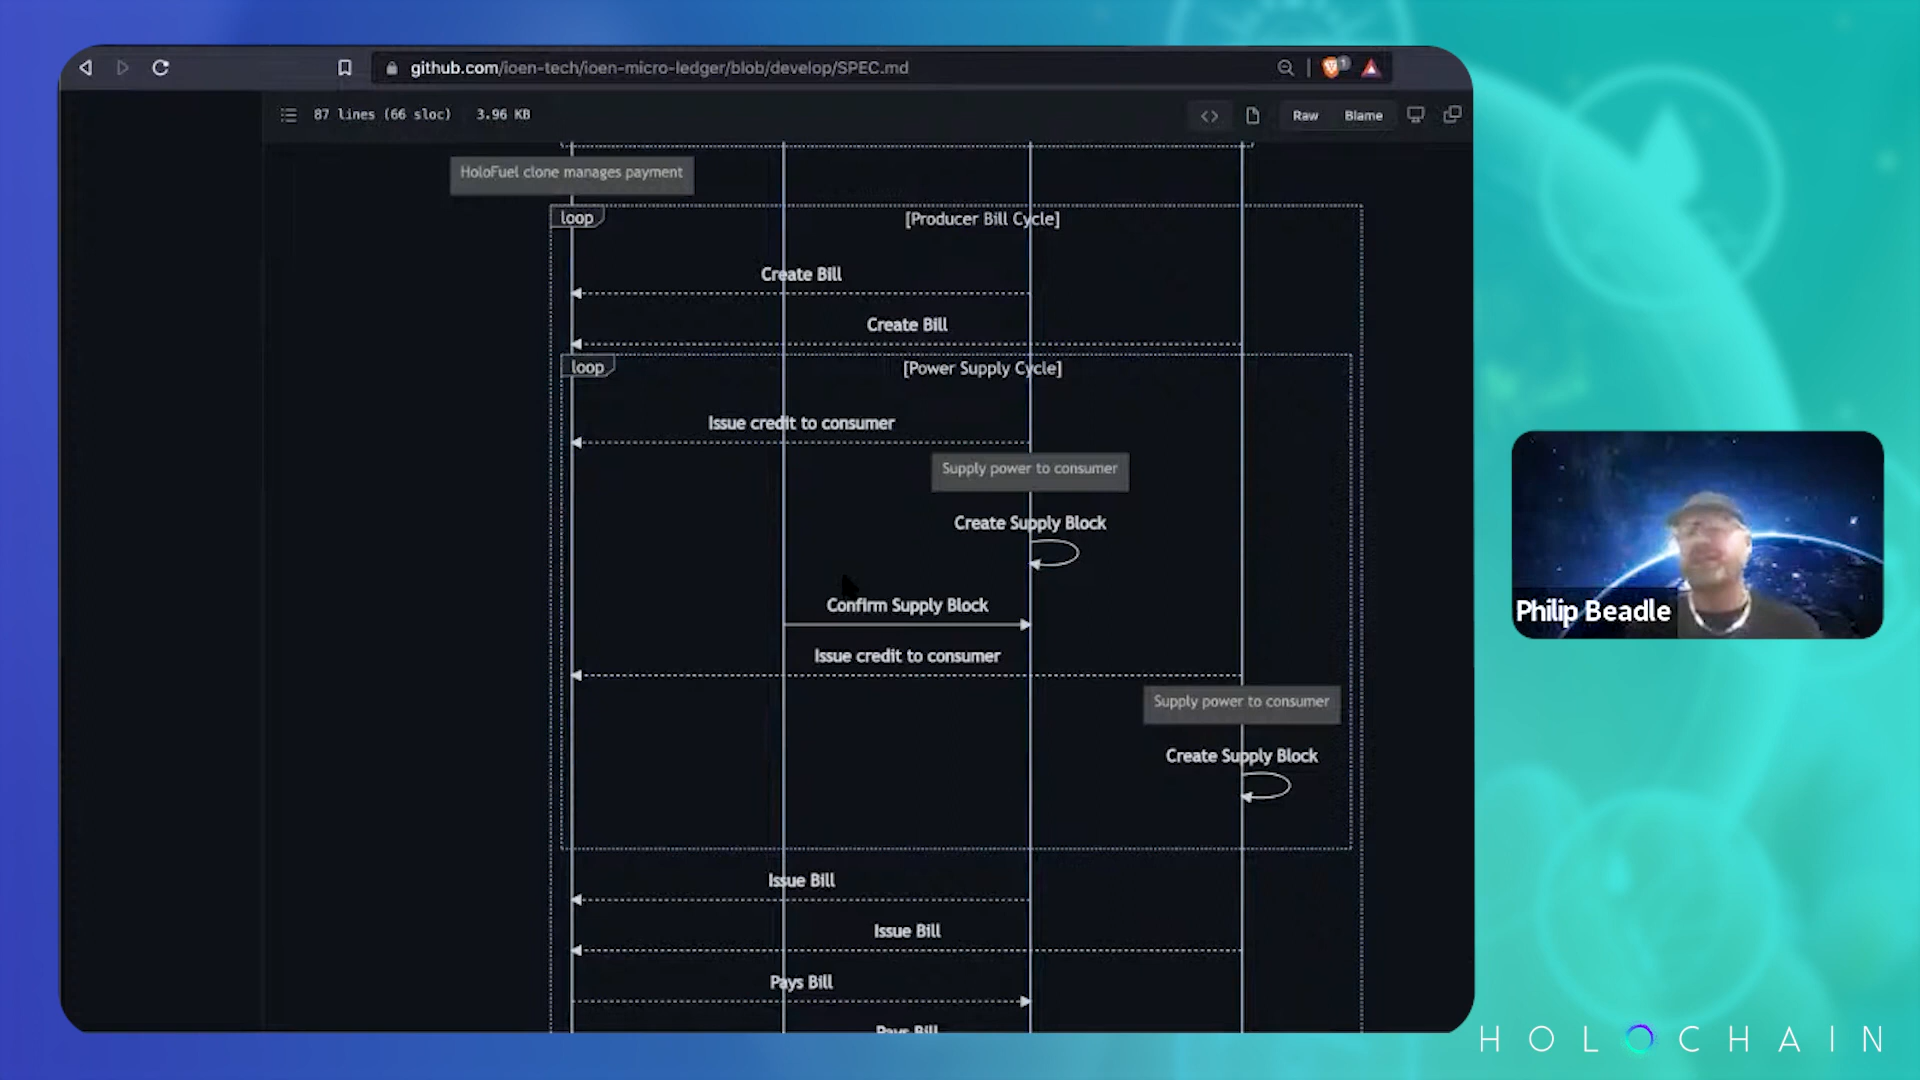 github.com/ioen-tech/ioen-micro-ledger/blob/develop/SPEC.md
1
87 lines (66 sloc) 3.96 KB
Raw Blame
HoloFuel clone manages payment
loop [Producer Bill Cycle]
Create Bill
Create Bill
loop [Power Supply Cycle]
Issue credit to consumer
Supply power to consumer
Create Supply Block
Confirm Supply Block
Issue credit to consumer
Supply power to consumer
Create Supply Block
Issue Bill
Issue Bill
Pays Bill
Pays Bill
Philip Beadle
HOLOCHAIN